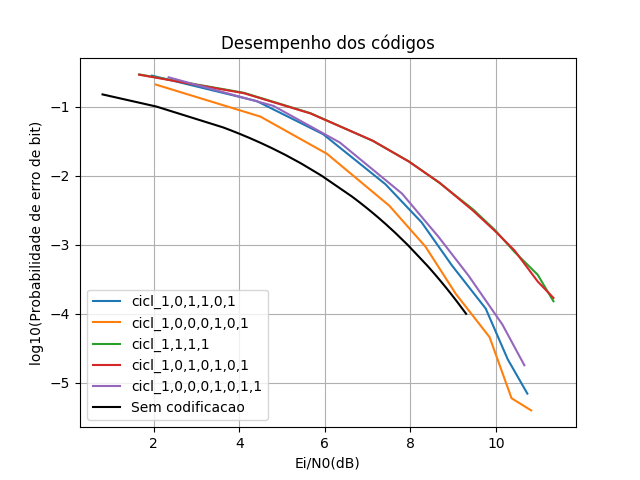 Desempenho dos códigos
log10(Probabilidade de erro de bit)
−1
−2
−3
−4
−5
cicl_1,0,1,1,0,1
cicl_1,0,0,0,1,0,1
cicl_1,1,1,1
cicl_1,0,1,0,1,0,1
cicl_1,0,0,0,1,0,1,1
Sem codificacao
2 4 6 8 10
Ei/N0(dB)